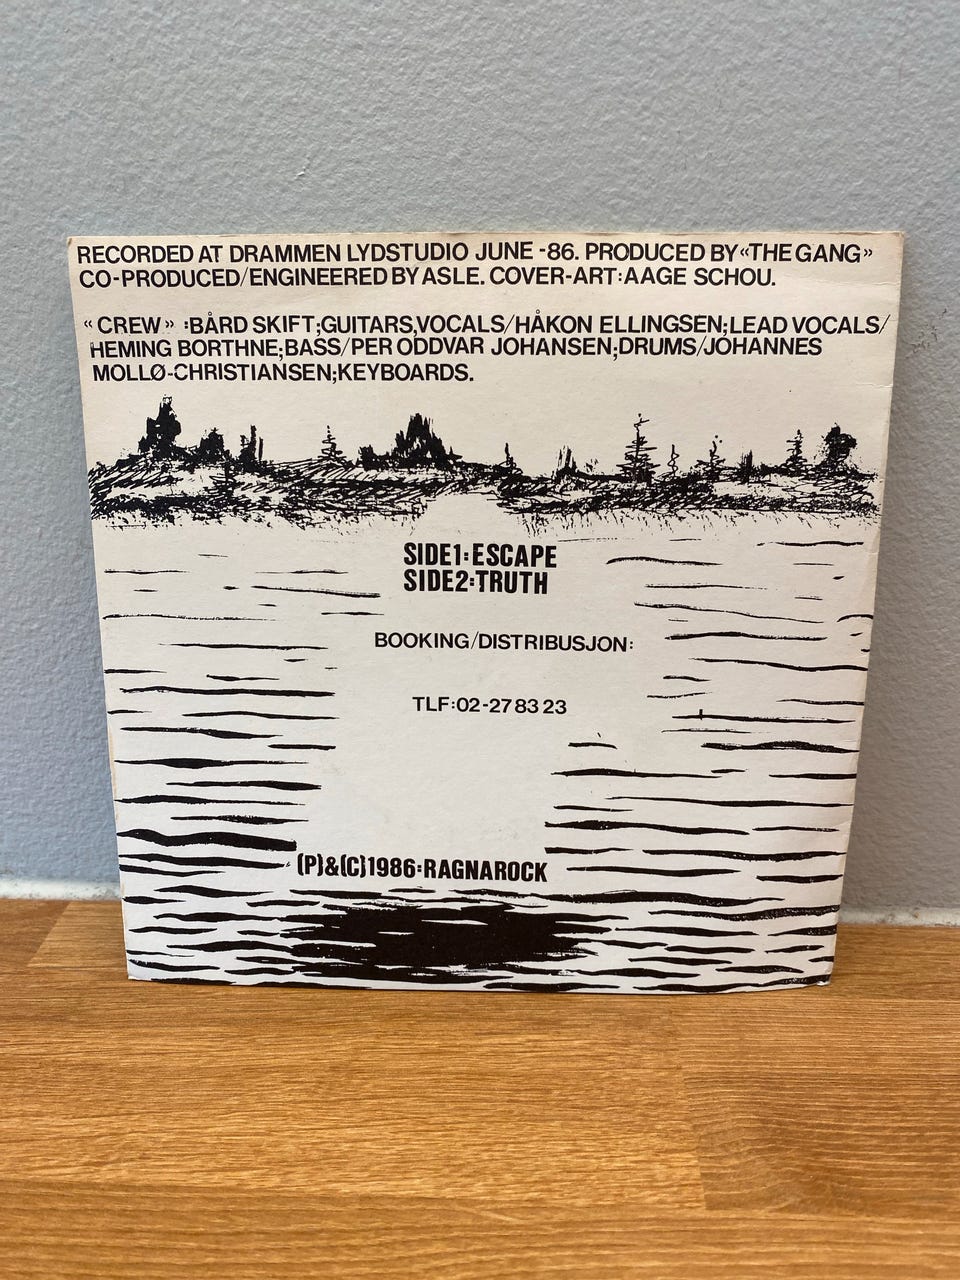 RECORDED AT DRAMMEN LYDSTUDIO JUNE -86. PRODUCED BY «THE GANG»
CO-PRODUCED/ENGINEERED BY ASLE. COVER-ART:AAGE SCHOU.
«CREW» :BÅRD SKIFT;GUITARS,VOCALS/HÅKON ELLINGSEN;LEAD VOCALS/
HEMING BORTHNE;BASS/PER ODDVAR JOHANSEN;DRUMS/JOHANNES
MOLLØ-CHRISTIANSEN;KEYBOARDS.
SIDE1:ESCAPE
SIDE2:TRUTH
BOOKING/DISTRIBUSJON:
TLF:02-27 83 23
(P)&(C)1986:RAGNAROCK